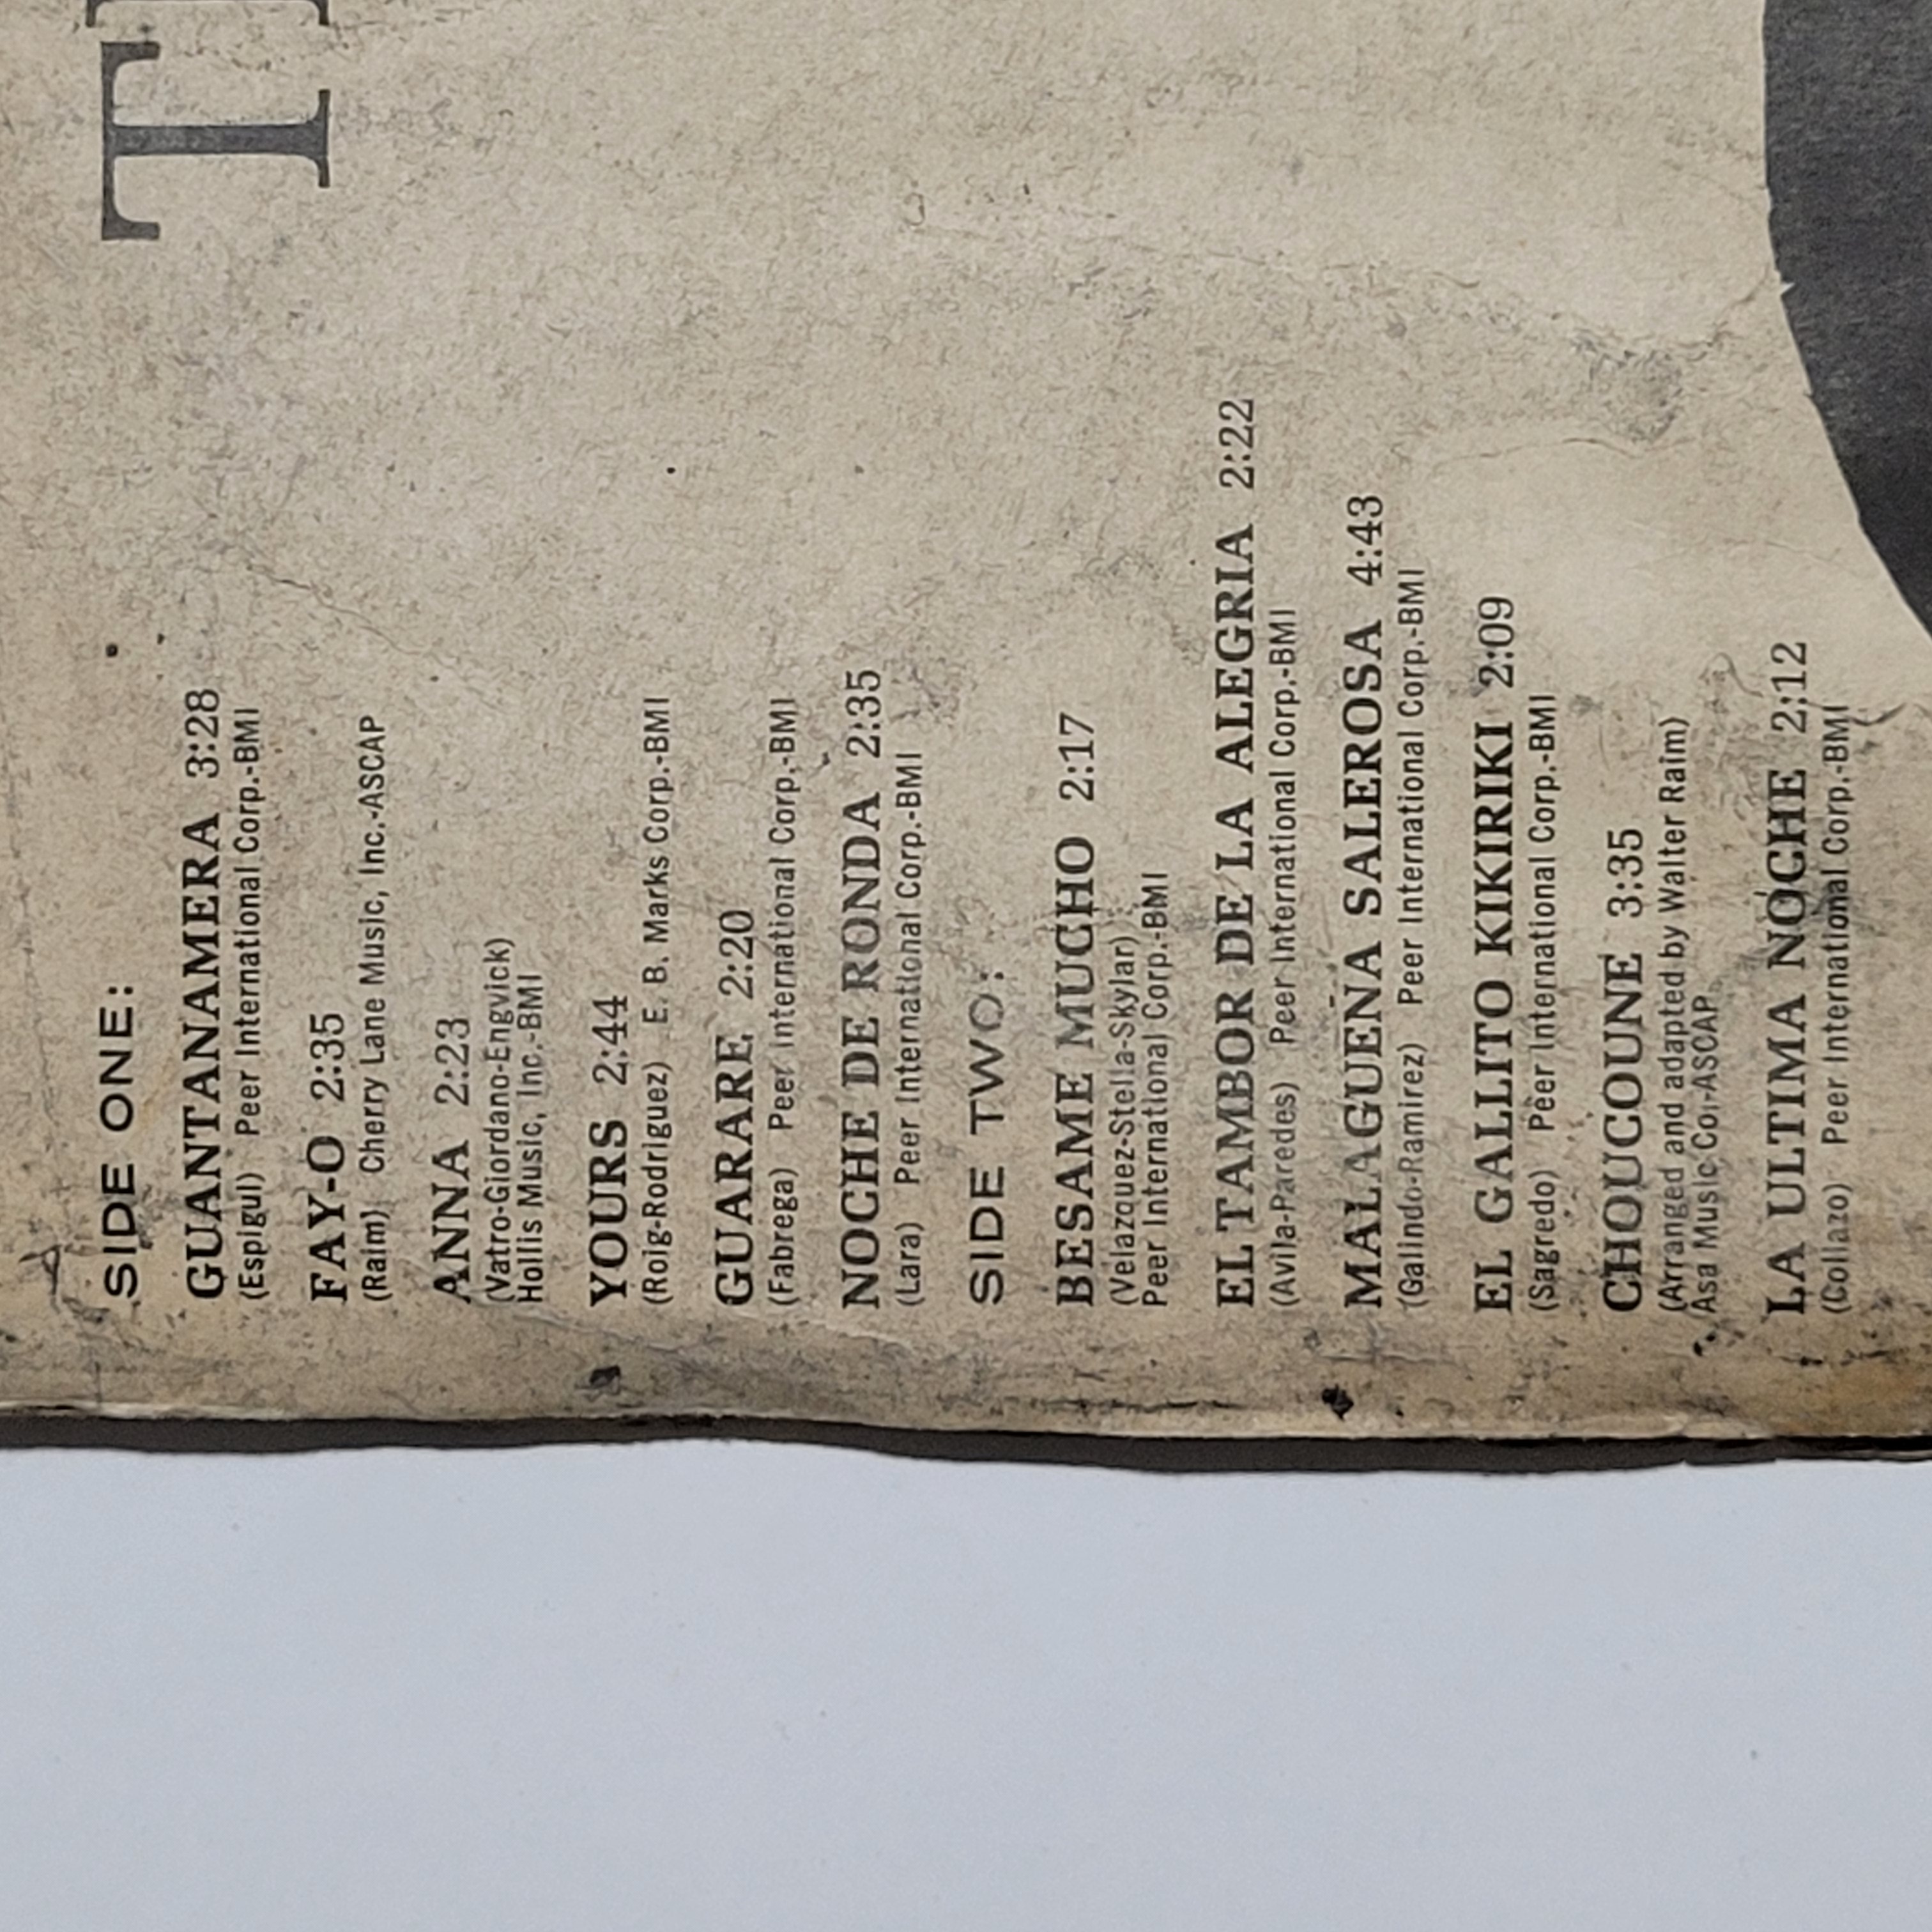 SIDE ONE:
GUANTANAMERA 3:28
(Espigul) Peer International Corp.-BMI
FAY-O 2:35
(Raim) Cherry Lane Music, Inc.-ASCAP
ANNA 2:23
(Vatro-Giordano-Engvick)
Hollis Music, Inc.-BMI
YOURS 2:44
(Roig-Rodriguez) E. B. Marks Corp.-BMI
GUARARE 2:20
(Fabrega) Peer International Corp.-BMI
NOCHE DE RONDA 2:35
(Lara) Peer International Corp.-BMI
SIDE TWO:
BESAME MUCHO 2:17
(Velazquez-Stella-Skylar)
Peer International Corp.-BMI
EL TAMBOR DE LA ALEGRIA 2:22
(Avila-Paredes) Peer International Corp.-BMI
MALAGUENA SALEROSA 4:43
(Galindo-Ramirez) Peer International Corp.-BMI
EL GALLITO KIKIRIKI 2:09
(Sagredo) Peer International Corp.-BMI
CHOUCOUNE 3:35
(Arranged and adapted by Walter Raim)
Asa Music Co.-ASCAP
LA ULTIMA NOCHE 2:12
(Collazo) Peer International Corp.-BMI